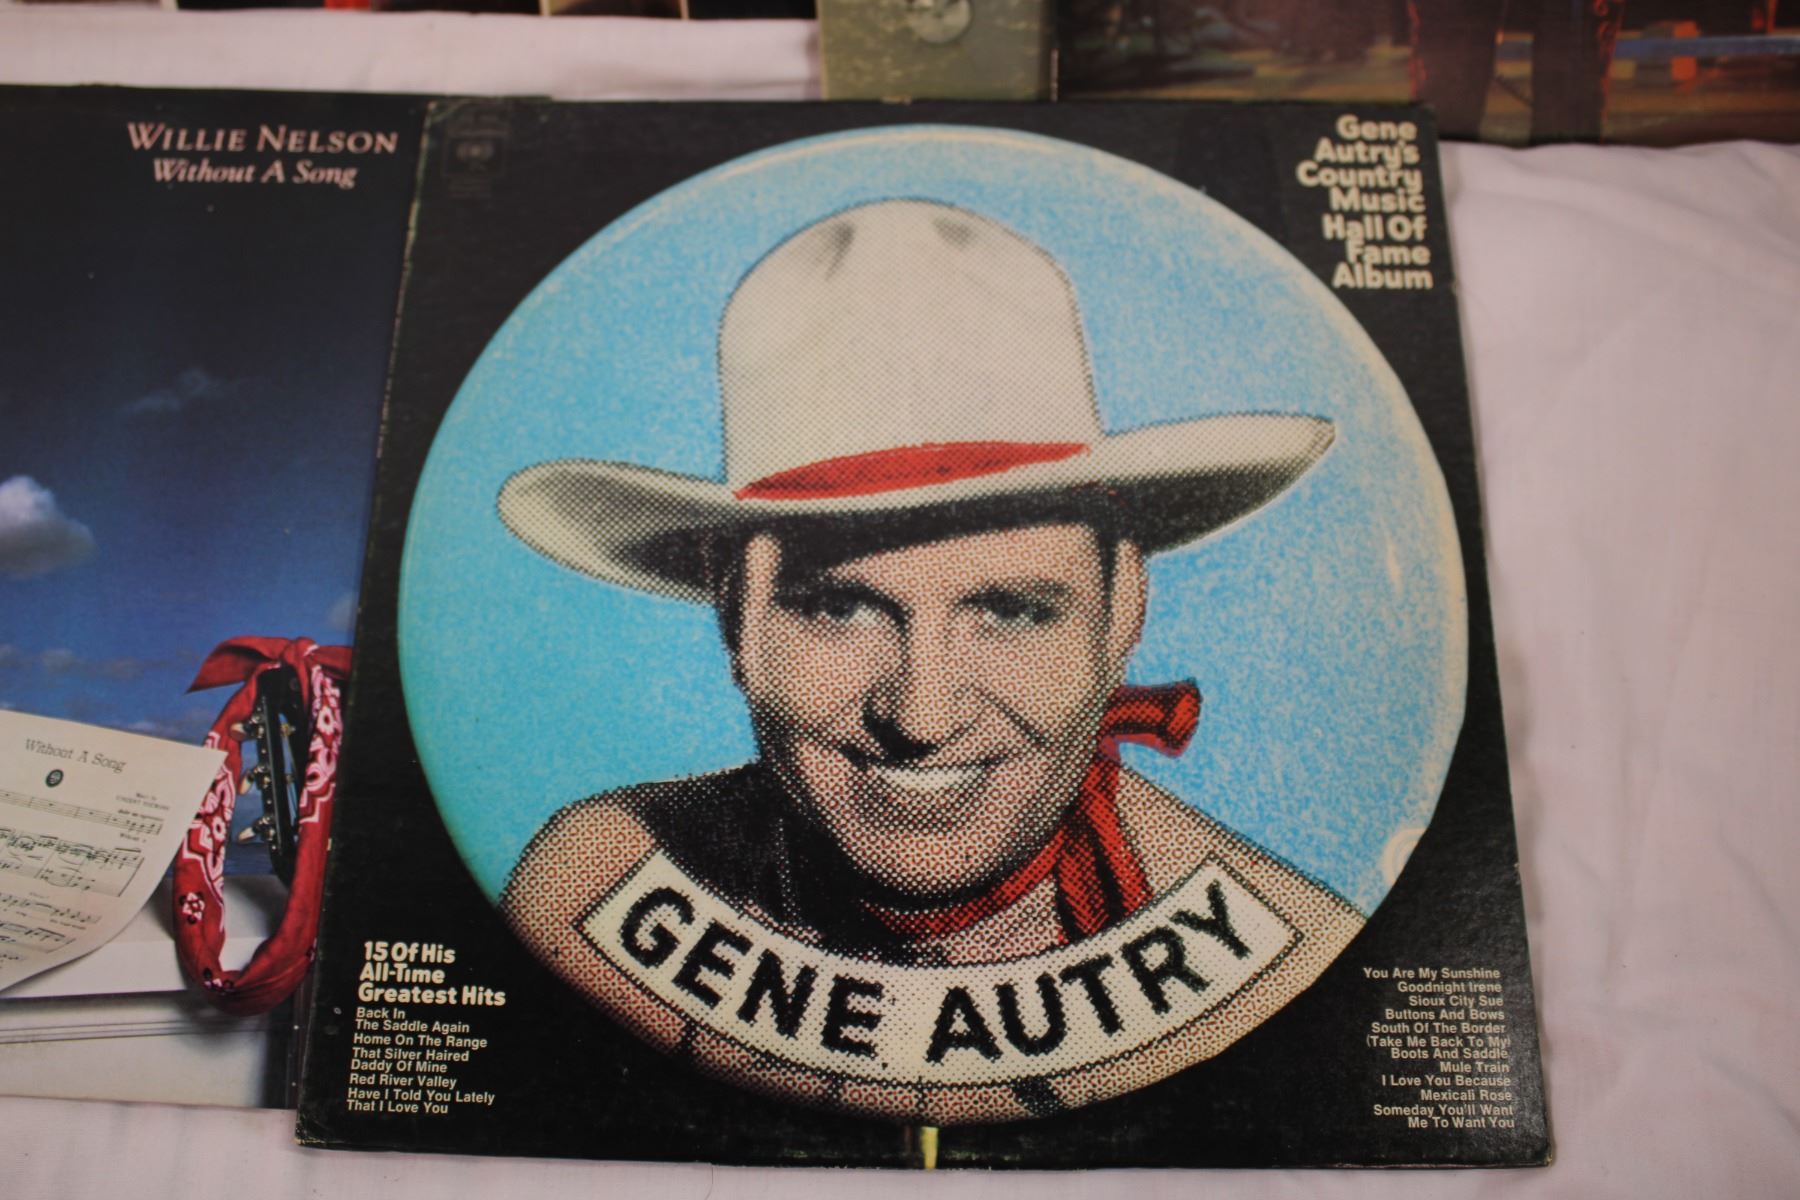 WILLIE NELSON
Without A Song
Without A Song
Gene
Autry's
Country
Music
Hall Of
Fame
Album
GENE AUTRY
15 Of His
All-Time
Greatest Hits
Back In
The Saddle Again
Home On The Range
That Silver Haired
Daddy Of Mine
Red River Valley
Have I Told You Lately
That I Love You
You Are My Sunshine
Goodnight Irene
Sioux City Sue
Buttons And Bows
South Of The Border
(Take Me Back To My)
Boots And Saddle
Mule Train
I Love You Because
Mexicali Rose
Someday You'll Want
Me To Want You